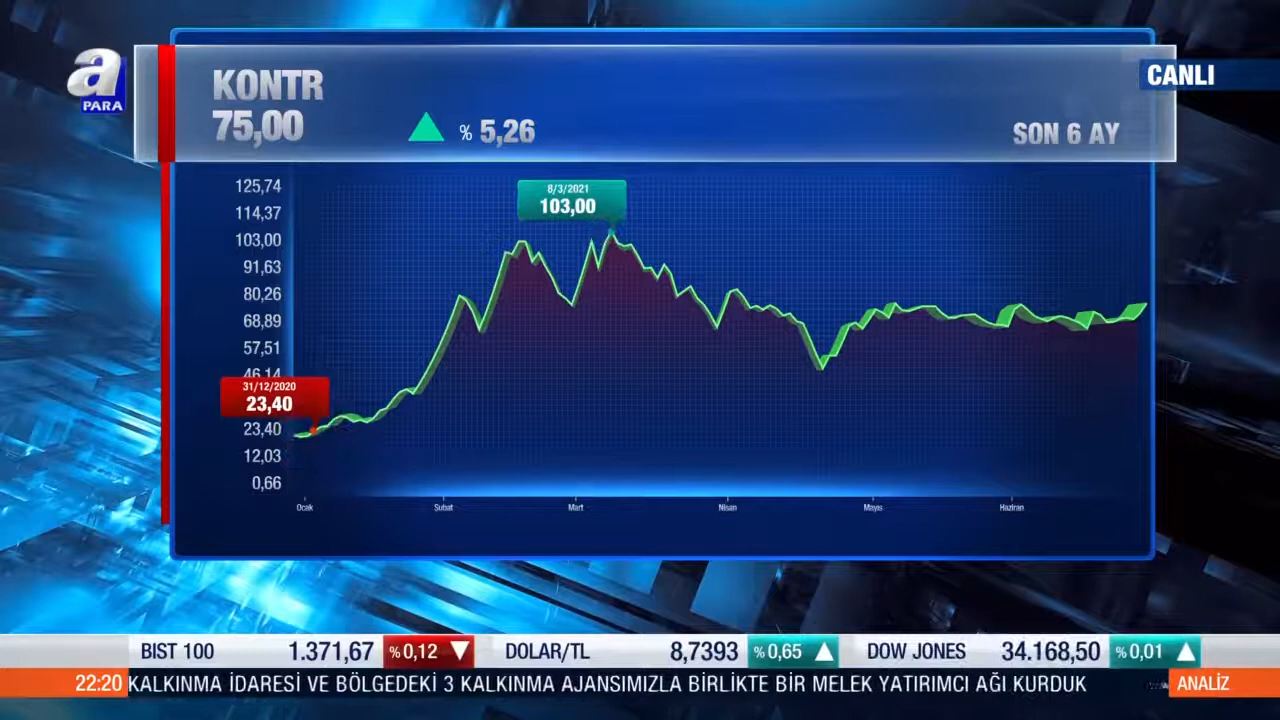 a
PARA
CANLI
KONTR
75,00
% 5,26
SON 6 AY
125,74
114,37
103,00
91,63
80,26
68,89
57,51
46,14
23,40
12,03
0,66
8/3/2021
103,00
31/12/2020
23,40
Ocak
Şubat
Mart
Nisan
Mayıs
Haziran
BIST 100 1.371,67 %0,12 DOLAR/TL 8,7393 %0,65 DOW JONES 34.168,50 %0,01
22:20 KALKINMA İDARESİ VE BÖLGEDEKİ 3 KALKINMA AJANSIMIZLA BİRLİKTE BİR MELEK YATIRIMCI AĞI KURDUK
ANALİZ